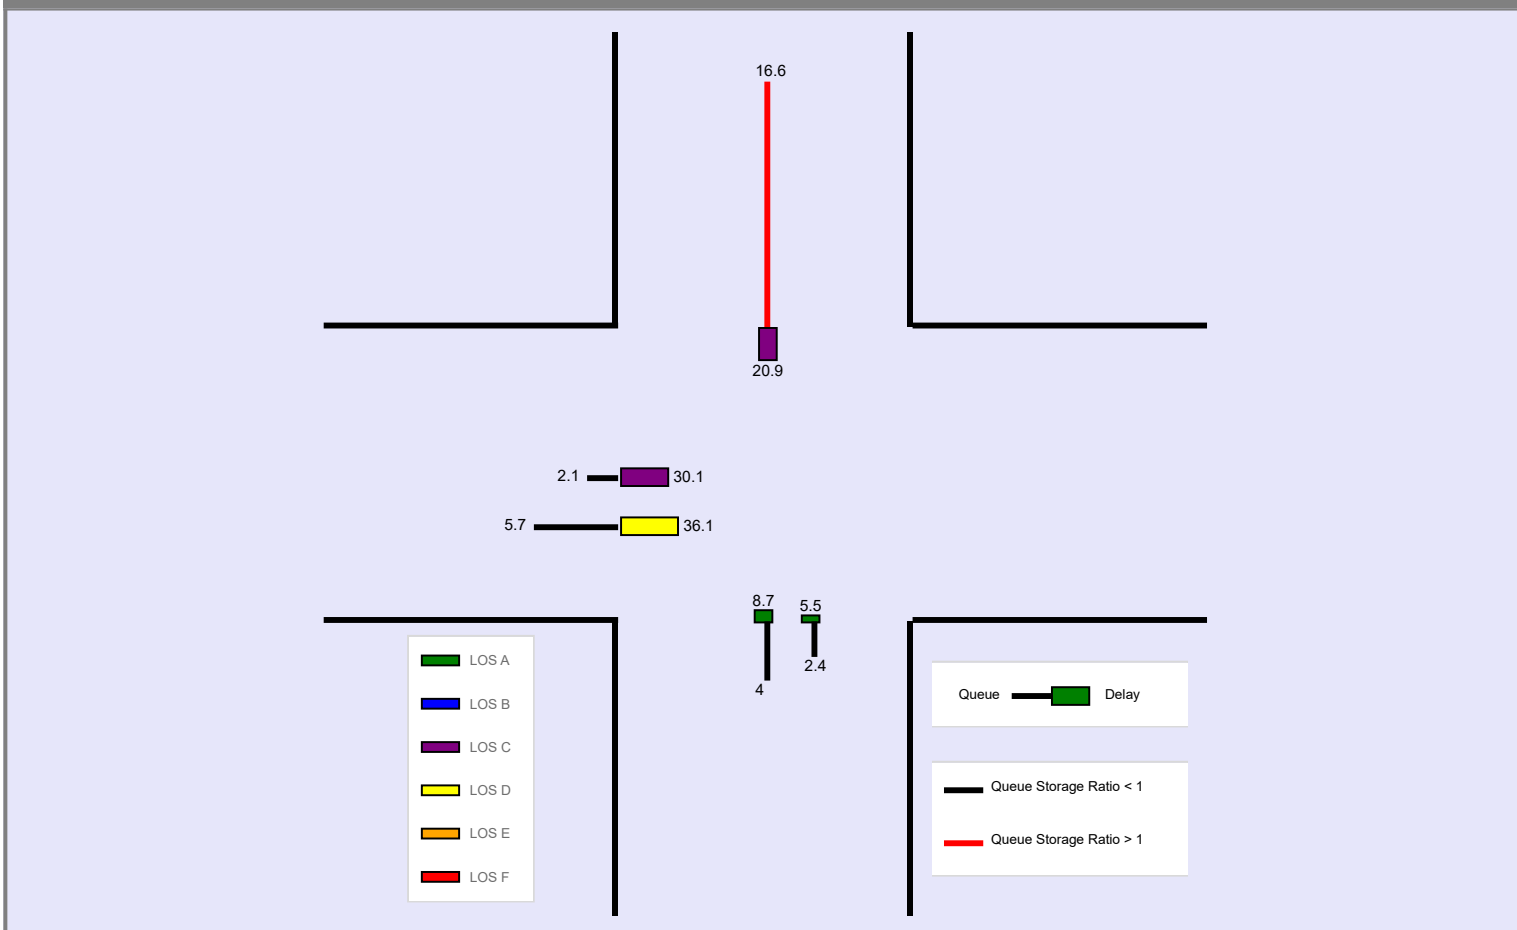 16.6
20.9
2.1
30.1
5.7
36.1
8.7
5.5
2.4
4
LOS A
LOS B
LOS C
LOS D
LOS E
LOS F
Queue
Delay
Queue Storage Ratio < 1
Queue Storage Ratio > 1